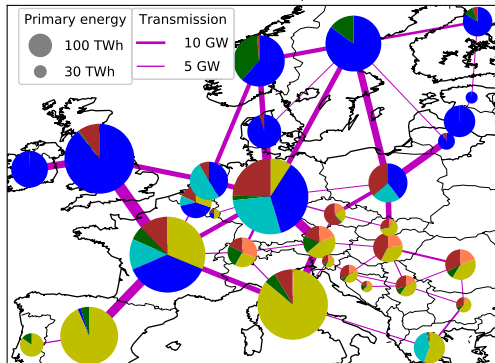 Primary energy
100 TWh
30 TWh
Transmission
10 GW
5 GW